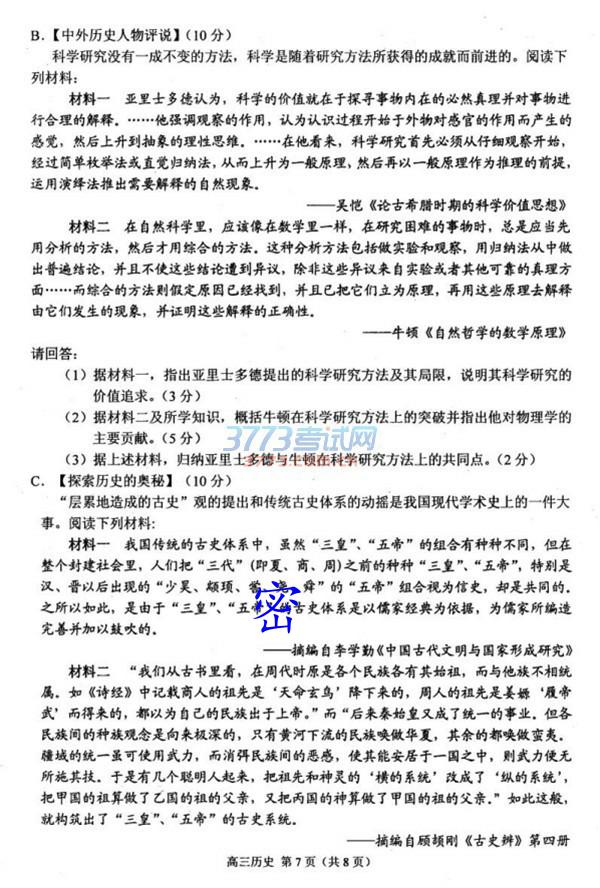 B．【中外历史人物评说】(10 分)
科学研究没有一成不变的方法，科学是随着研究方法所获得的成就而前进的。阅读下
列材料：
材料一　亚里士多德认为，科学的价值就在于探寻事物内在的必然真理并对事物进
行合理的解释。……他强调观察的作用，认为认识过程开始于外物对感官的作用而产生的
感觉，然后上升到抽象的理性思维。……在他看来，科学研究首先必须从仔细观察开始，
经过简单枚举法或直觉归纳法，从而上升为一般原理，然后再以一般原理作为推理的前提，
运用演绎法推出需要解释的自然现象。
——吴恺《论古希腊时期的科学价值思想》
材料二　在自然科学里，应该像在数学里一样，在研究困难的事物时，总是应当先
用分析的方法，然后才用综合的方法。这种分析方法包括做实验和观察，用归纳法从中做
出普遍结论，并且不使这些结论遭到异议，除非这些异议来自实验或者其他可靠的真理方
面……而综合的方法则假定原因已经找到，并且已把它们立为原理，再用这些原理去解释
由它们发生的现象，并证明这些解释的正确性。
——牛顿《自然哲学的数学原理》
请回答：
（1）据材料一，指出亚里士多德提出的科学研究方法及其局限，说明其科学研究的
价值追求。（3 分）
（2）据材料二及所学知识，概括牛顿在科学研究方法上的突破并指出他对物理学的
主要贡献。（5 分）
3773考试网
（3）据上述材料，归纳亚里士多德与牛顿在科学研究方法上的共同点。（2 分）
C．【探索历史的奥秘】(10 分)
“层累地造成的古史”观的提出和传统古史体系的动摇是我国现代学术史上的一件大
事。阅读下列材料：
材料一　我国传统的古史体系中，虽然“三皇”、“五帝”的组合有种种不同，但在
整个封建社会里，人们把“三代”(即夏、商、周)之前的种种“三皇”、“五帝”，特别是
汉、晋以后出现的“少昊、颛顼、喾、尧、舜”的“五帝”组合视为信史，却是共同的。
之所以如此，是由于“三皇”、“五帝”的古史体系是以儒家经典为依据，为儒家所编造
密
完善并加以鼓吹的。
——摘编自李学勤《中国古代文明与国家形成研究》
材料二　“我们从古书里看，在周代时原是各个民族各有其始祖，而与他族不相统
属。如《诗经》中记载商人的祖先是‘天命玄鸟’降下来的，周人的祖先是姜嫄‘履帝
武’而得来的，都以为自己的民族出于上帝。”而“后来秦始皇又成了统一的事业。但各
民族间的种族观念是向来极深的，只有黄河下流的民族唤做华夏，其余的都唤做蛮夷。
疆域的统一虽可使用武力，而消弭民族间的恶感，使其能安居于一国之中，则武力便无
所施其技。于是有几个聪明人起来，把祖先和神灵的‘横的系统’改成了‘纵的系统’，
把甲国的祖算做了乙国的祖的父亲，又把丙国的神算做了甲国的祖的父亲。”如此这般，
就构筑出了“三皇”、“五帝”的古史系统。
——摘编自顾颉刚《古史辨》第四册
高三历史 第 7 页（共 8 页）